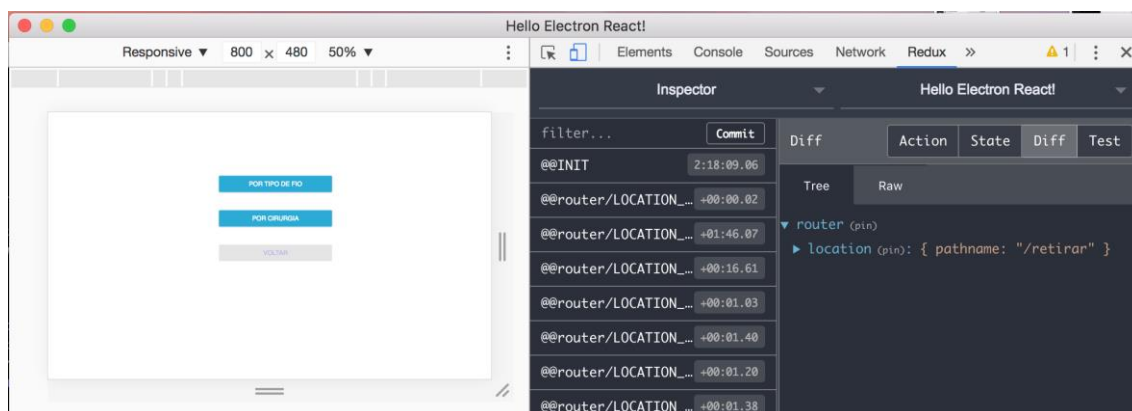 Hello Electron React!
Responsive ▼ 800 × 480 50% ▼
Elements Console Sources Network Redux » 1
POR TIPO DE FIO
POR CIRURGIA
VOLTAR
Inspector Hello Electron React!
filter... Commit
@@INIT 2:18:09.06
@@router/LOCATION_… +00:00.02
@@router/LOCATION_… +01:46.07
@@router/LOCATION_… +00:16.61
@@router/LOCATION_… +00:01.03
@@router/LOCATION_… +00:01.40
@@router/LOCATION_… +00:01.20
@@router/LOCATION_… +00:01.38
Diff Action State Diff Test
Tree Raw
▼ router (pin)
▶ location (pin): { pathname: "/retirar" }